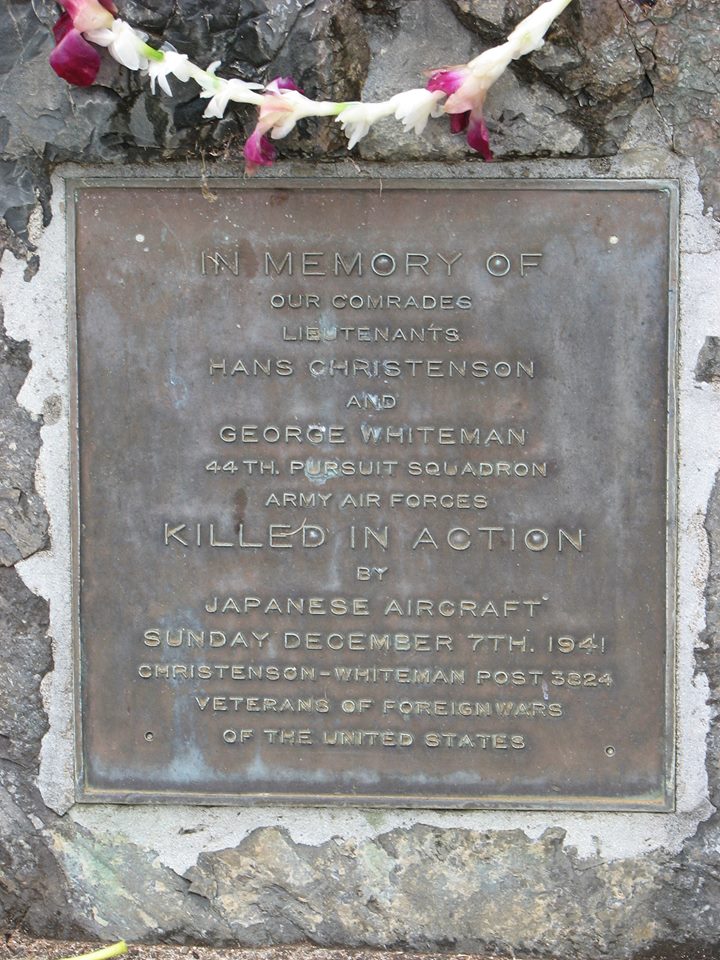 IN MEMORY OF
OUR COMRADES
LIEUTENANTS
HANS CHRISTENSON
AND
GEORGE WHITEMAN
44TH. PURSUIT SQUADRON
ARMY AIR FORCES
KILLED IN ACTION
BY
JAPANESE AIRCRAFT
SUNDAY DECEMBER 7TH. 1941
CHRISTENSON-WHITEMAN POST 3824
VETERANS OF FOREIGN WARS
OF THE UNITED STATES